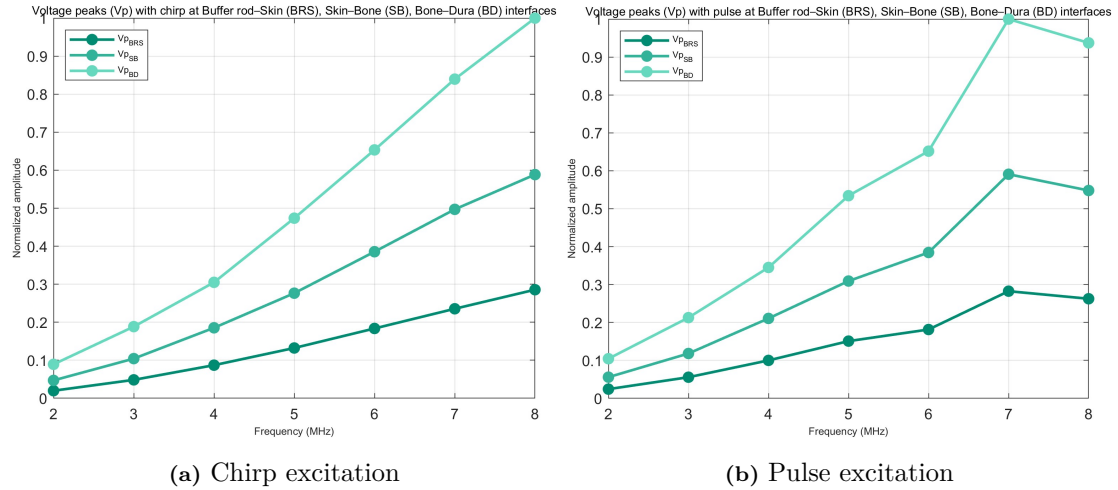 Voltage peaks (Vp) with chirp at Buffer rod–Skin (BRS), Skin–Bone (SB), Bone–Dura (BD) interfaces
1
0.9
0.8
0.7
0.6
0.5
0.4
0.3
0.2
0.1
0
Normalized amplitude
Vp_BRS
Vp_SB
Vp_BD
2 3 4 5 6 7 8
Frequency (MHz)
(a) Chirp excitation
Voltage peaks (Vp) with pulse at Buffer rod–Skin (BRS), Skin–Bone (SB), Bone–Dura (BD) interfaces
1
0.9
0.8
0.7
0.6
0.5
0.4
0.3
0.2
0.1
0
Normalized amplitude
Vp_BRS
Vp_SB
Vp_BD
2 3 4 5 6 7 8
Frequency (MHz)
(b) Pulse excitation